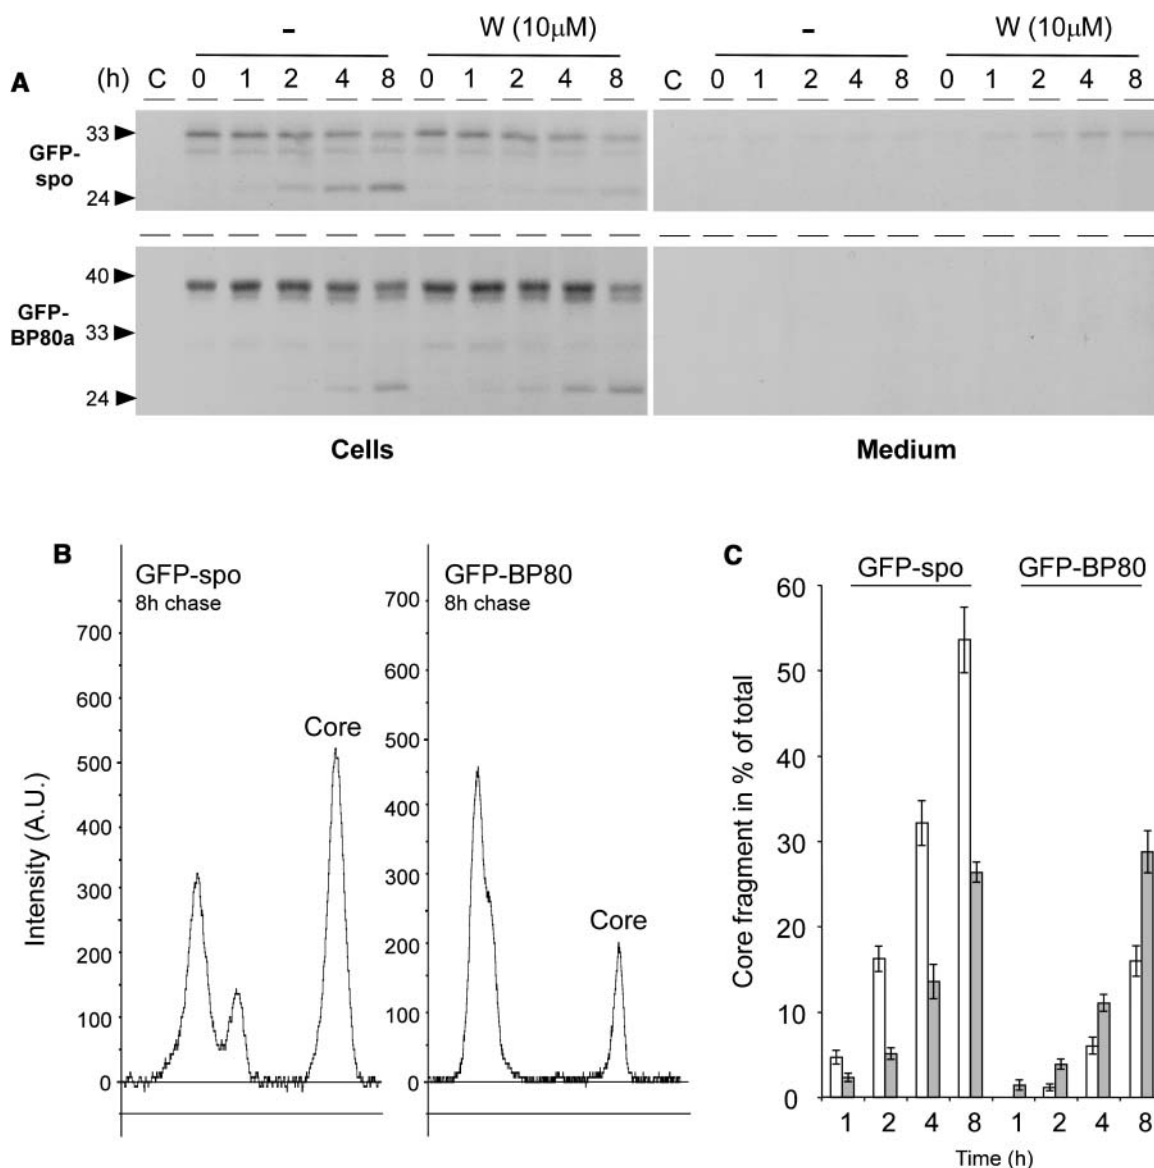 - W (10µM) - W (10µM)
A (h) C 0 1 2 4 8 0 1 2 4 8 C 0 1 2 4 8 0 1 2 4 8
33
GFP-
spo
24
40
GFP-
BP80a
33
24
Cells Medium
B
GFP-spo
8h chase
Core
700
600
500
400
300
200
100
0
Intensity (A.U.)
GFP-BP80
8h chase
Core
700
600
500
400
300
200
100
0
C
GFP-spo GFP-BP80
60
50
40
30
20
10
0
Core fragment in % of total
1 2 4 8 1 2 4 8
Time (h)